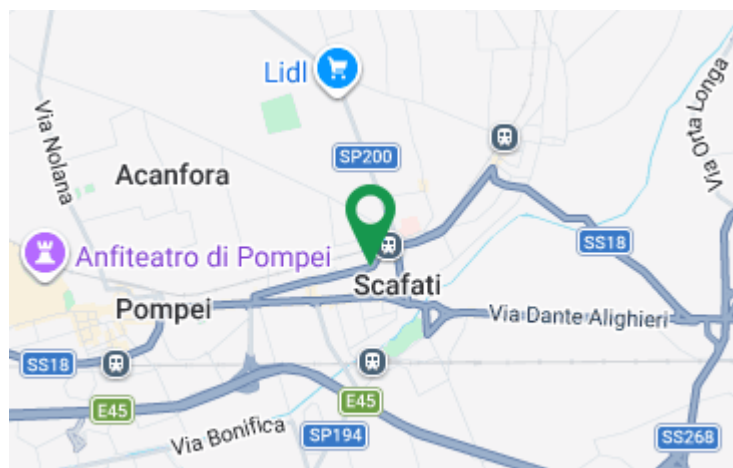 Lidl
Via Nolana
Via Orta Longa
SP200
Acanfora
SS18
Anfiteatro di Pompei
Scafati
Pompei
Via Dante Alighieri
SS18
E45
E45
Via Bonifica
SP194
SS268